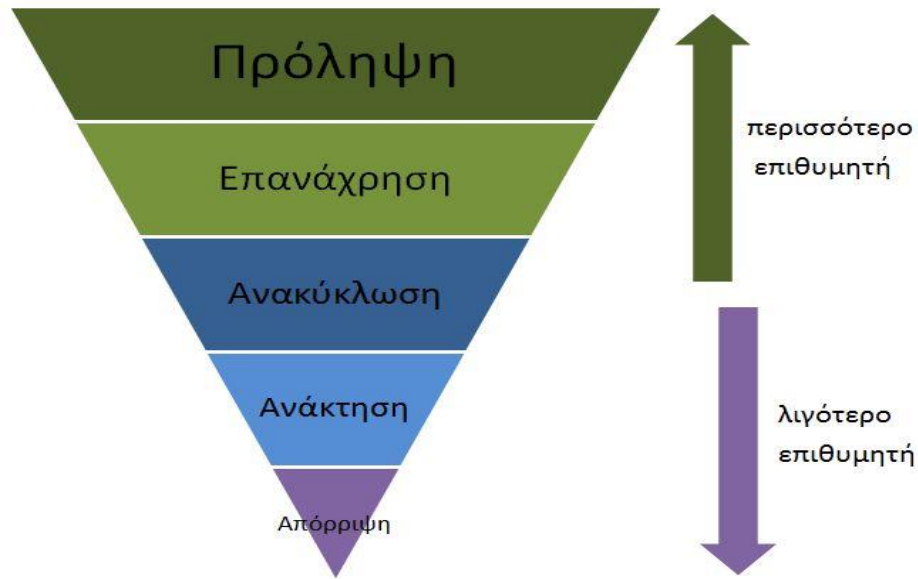 Πρόληψη
Επανάχρηση
Ανακύκλωση
Ανάκτηση
Απόρριψη
περισσότερο
επιθυμητή
λιγότερο
επιθυμητή